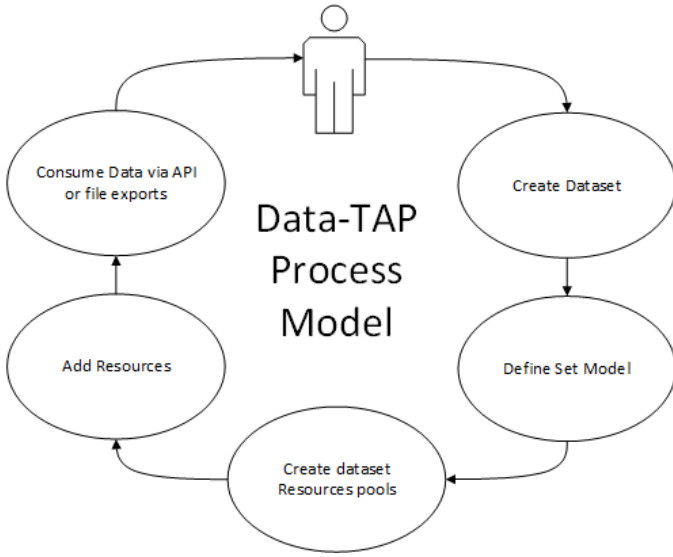 Consume Data via API
or file exports
Create Dataset
Data-TAP
Process
Model
Add Resources
Define Set Model
Create dataset
Resources pools